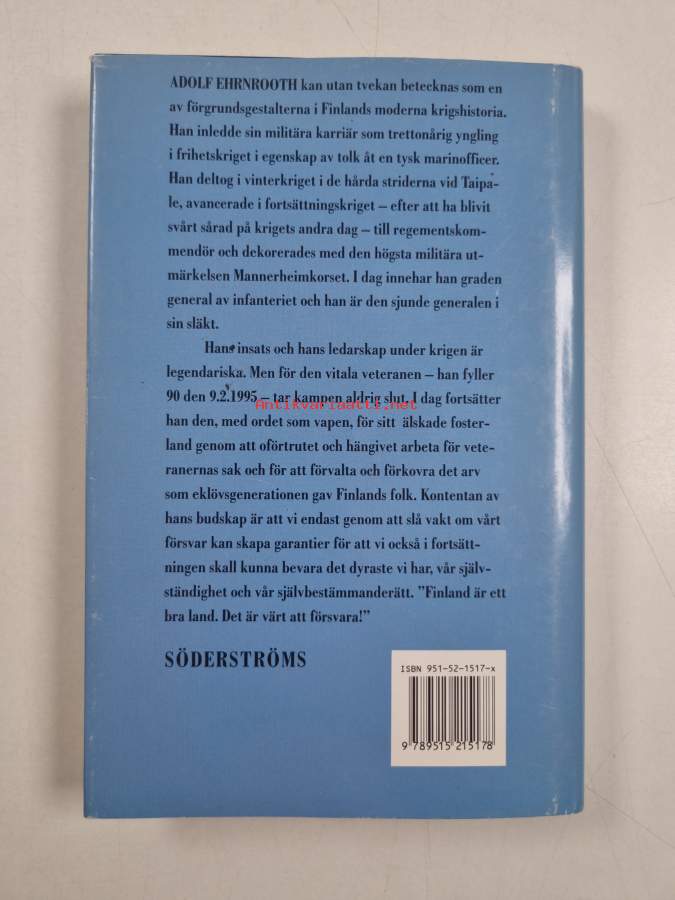 ADOLF EHRNROOTH kan utan tvekan betecknas som en
av förgrundsgestalterna i Finlands moderna krigshistoria.
Han inledde sin militära karriär som trettonårig yngling
i frihetskriget i egenskap av tolk åt en tysk marinofficer.
Han deltog i vinterkriget i de hårda striderna vid Taipa-
le, avancerade i fortsättningskriget – efter att ha blivit
svårt sårad på krigets andra dag – till regementskom-
mendör och dekorerades med den högsta militära ut-
märkelsen Mannerheimkorset. I dag innehar han graden
general av infanteriet och han är den sjunde generalen i
sin släkt.
Hans insats och hans ledarskap under krigen är
legendariska. Men för den vitala veteranen – han fyller
90 den 9.2.1995 – tar kampen aldrig slut. I dag fortsätter
Antikvariaatti.net
han den, med ordet som vapen, för sitt älskade foster-
land genom att oförtrutet och hängivet arbeta för vete-
ranernas sak och för att förvalta och förkovra det arv
som eklövsgenerationen gav Finlands folk. Kontentan av
hans budskap är att vi endast genom att slå vakt om vårt
försvar kan skapa garantier för att vi också i fortsätt-
ningen skall kunna bevara det dyraste vi har, vår själv-
ständighet och vår självbestämmanderätt. ”Finland är ett
bra land. Det är värt att försvara!”
SÖDERSTRÖMS
ISBN 951-52-1517-x
9 789515 215178